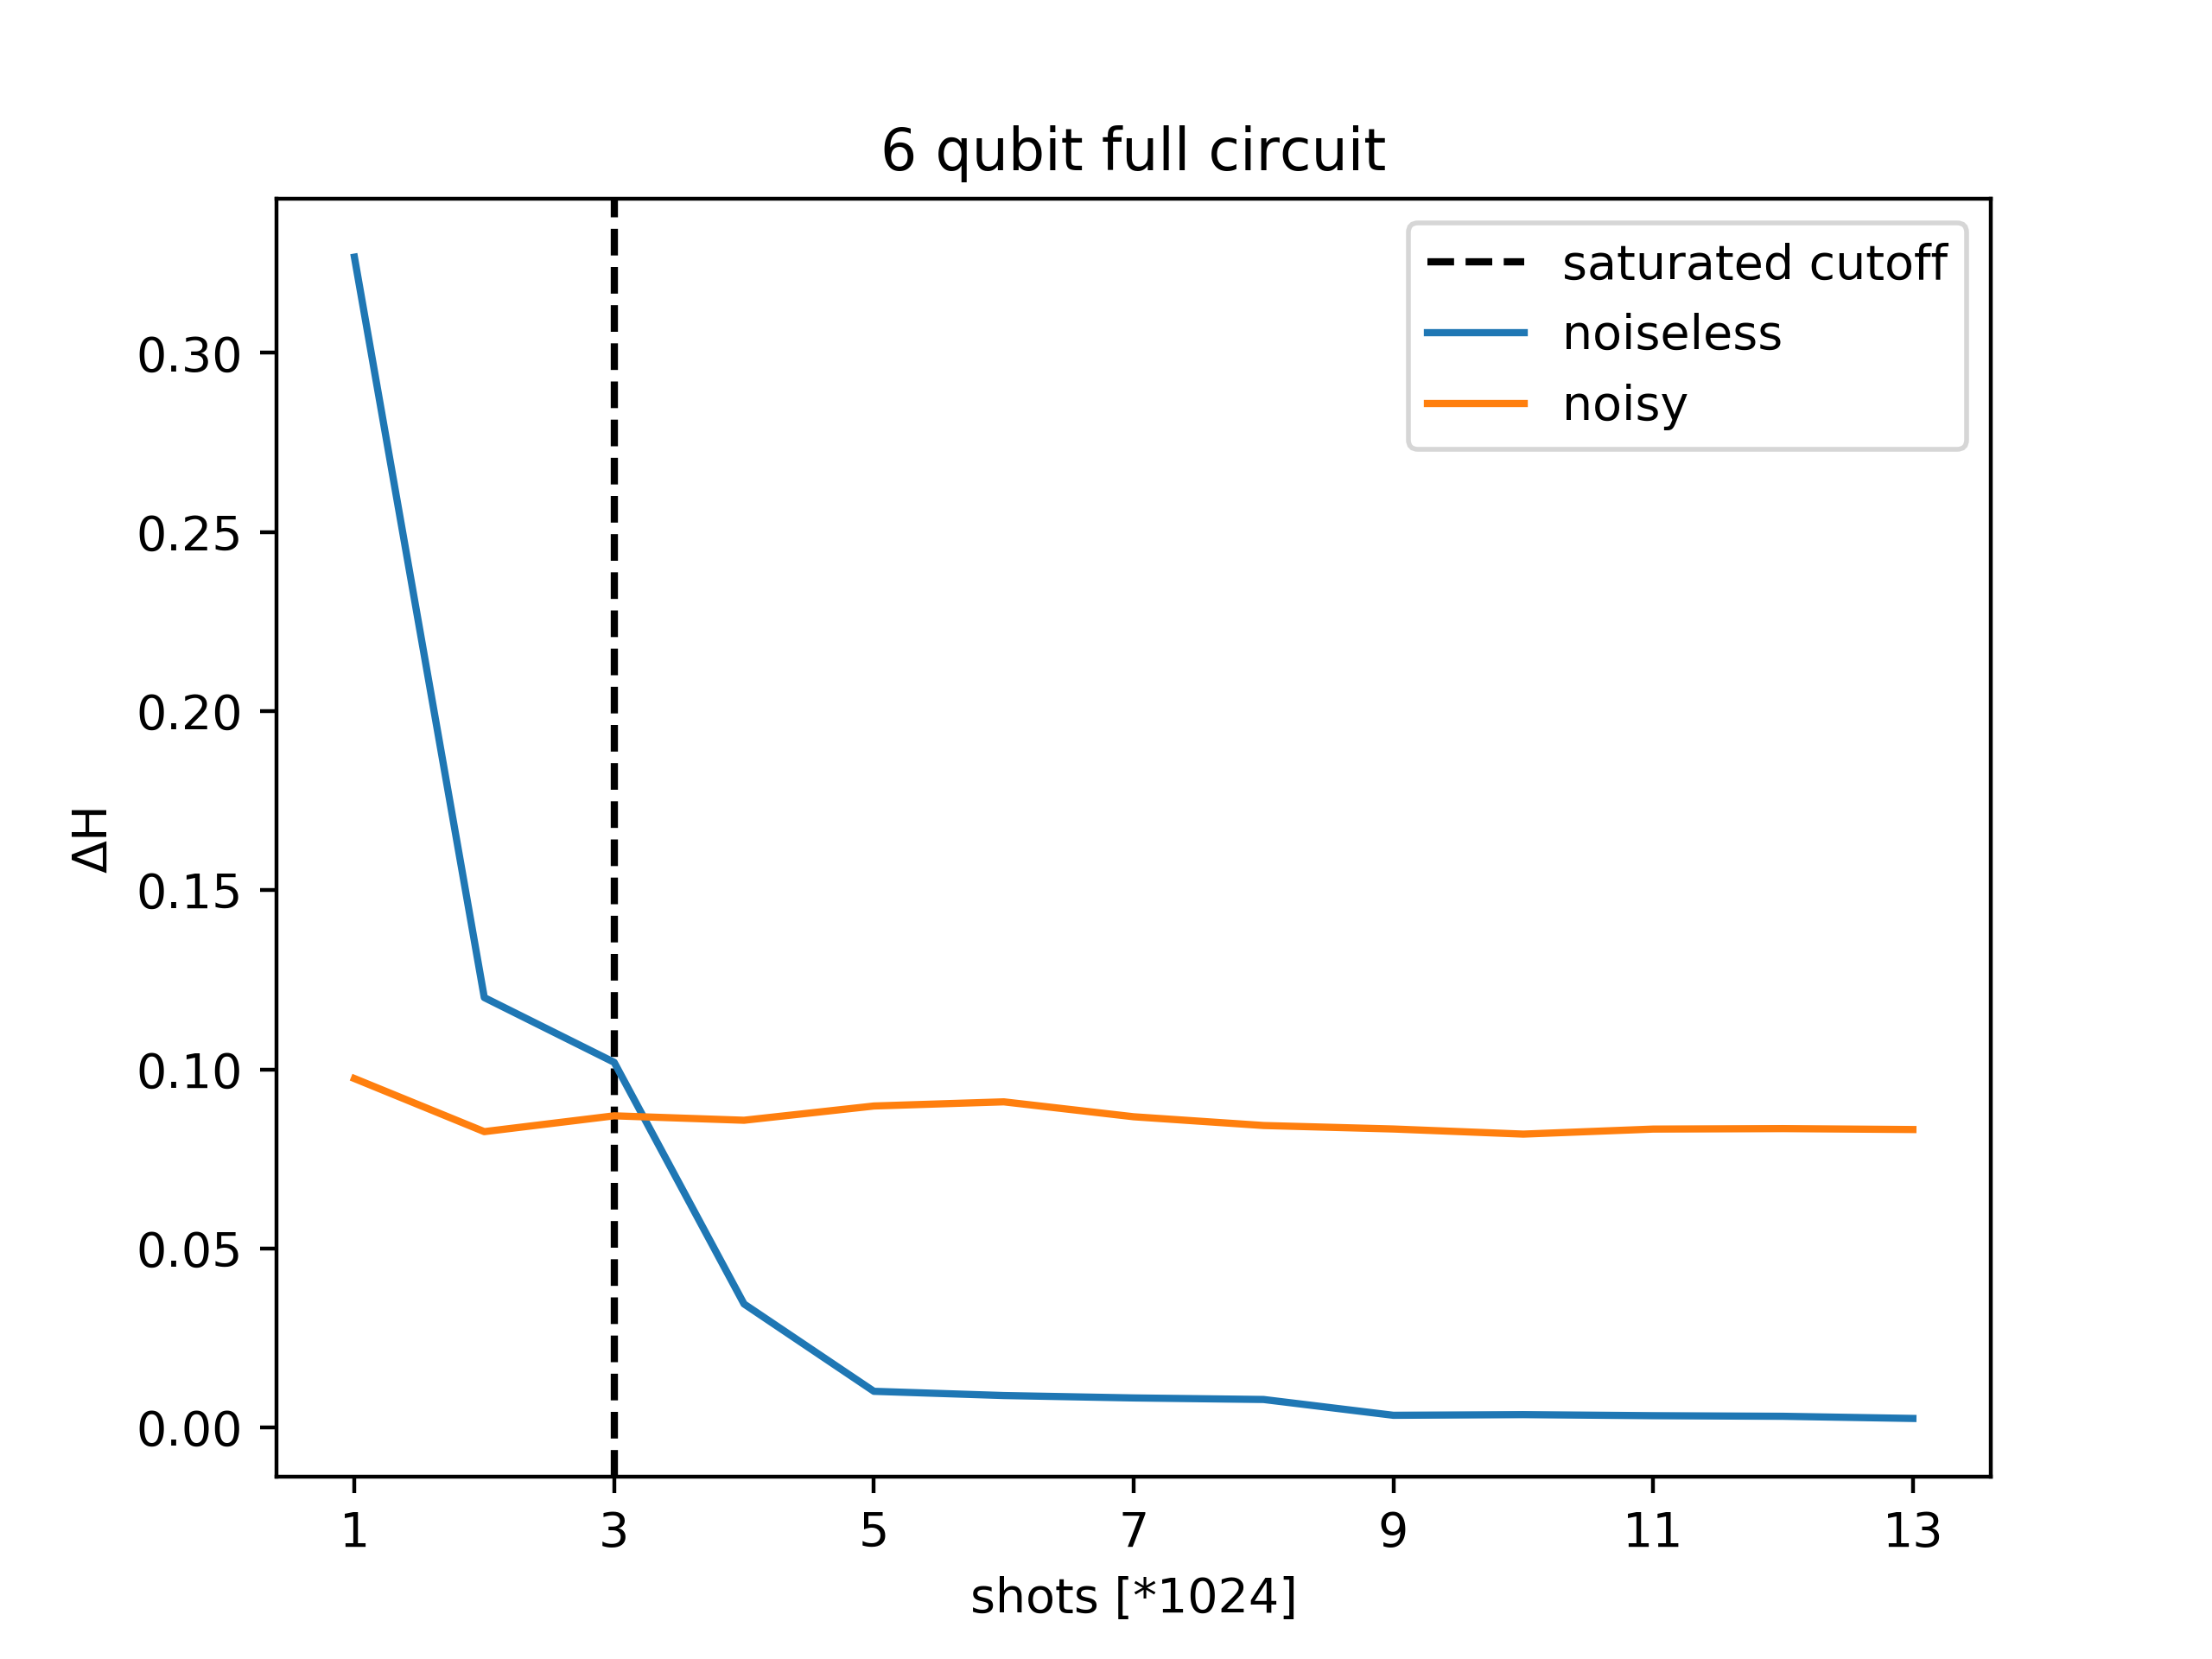 6 qubit full circuit
saturated cutoff
noiseless
noisy
0.30
0.25
0.20
0.15
0.10
0.05
0.00
ΔH
1 3 5 7 9 11 13
shots [*1024]